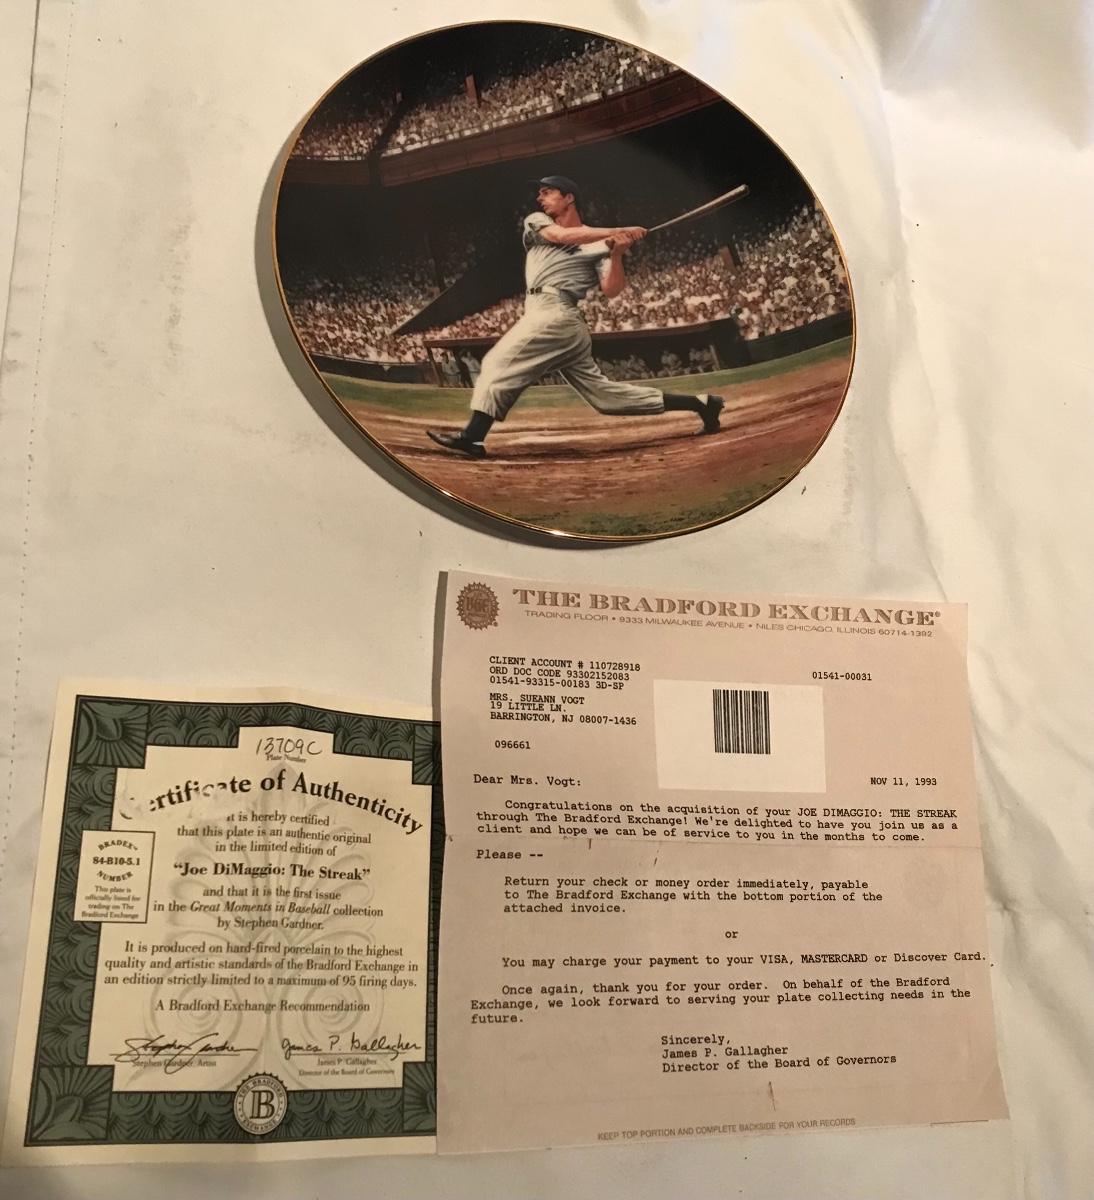 THE BRADFORD EXCHANGE®
TRADING FLOOR • 9333 MILWAUKEE AVENUE • NILES CHICAGO, ILLINOIS 60714-1392
BGE
CLIENT ACCOUNT # 110728918
ORD DOC CODE 93302152083
01541-93315-00183 3D-SP
01541-00031
MRS. SUEANN VOGT
19 LITTLE LN.
BARRINGTON, NJ 08007-1436
096661
Dear Mrs. Vogt:
NOV 11, 1993
Congratulations on the acquisition of your JOE DIMAGGIO: THE STREAK
through The Bradford Exchange! We're delighted to have you join us as a
client and hope we can be of service to you in the months to come.
Please --
Return your check or money order immediately, payable
to The Bradford Exchange with the bottom portion of the
attached invoice.
or
You may charge your payment to your VISA, MASTERCARD or Discover Card.
Once again, thank you for your order. On behalf of the Bradford
Exchange, we look forward to serving your plate collecting needs in the
future.
Sincerely,
James P. Gallagher
Director of the Board of Governors
KEEP TOP PORTION AND COMPLETE BACKSIDE FOR YOUR RECORDS
13709C
Plate Number
Certificate of Authenticity
It is hereby certified
that this plate is an authentic original
in the limited edition of
"Joe DiMaggio: The Streak"
and that it is the first issue
in the Great Moments in Baseball collection
by Stephen Gardner.
BRADEX™
84-B10-5.1
NUMBER
This plate is
officially listed for
trading on The
Bradford Exchange
It is produced on hard-fired porcelain to the highest
quality and artistic standards of the Bradford Exchange in
an edition strictly limited to a maximum of 95 firing days.
A Bradford Exchange Recommendation
Stephen Gardner
James P. Gallagher
Stephen Gardner, Artist
James P. Gallagher
Director of the Board of Governors
THE BRADFORD EXCHANGE
B